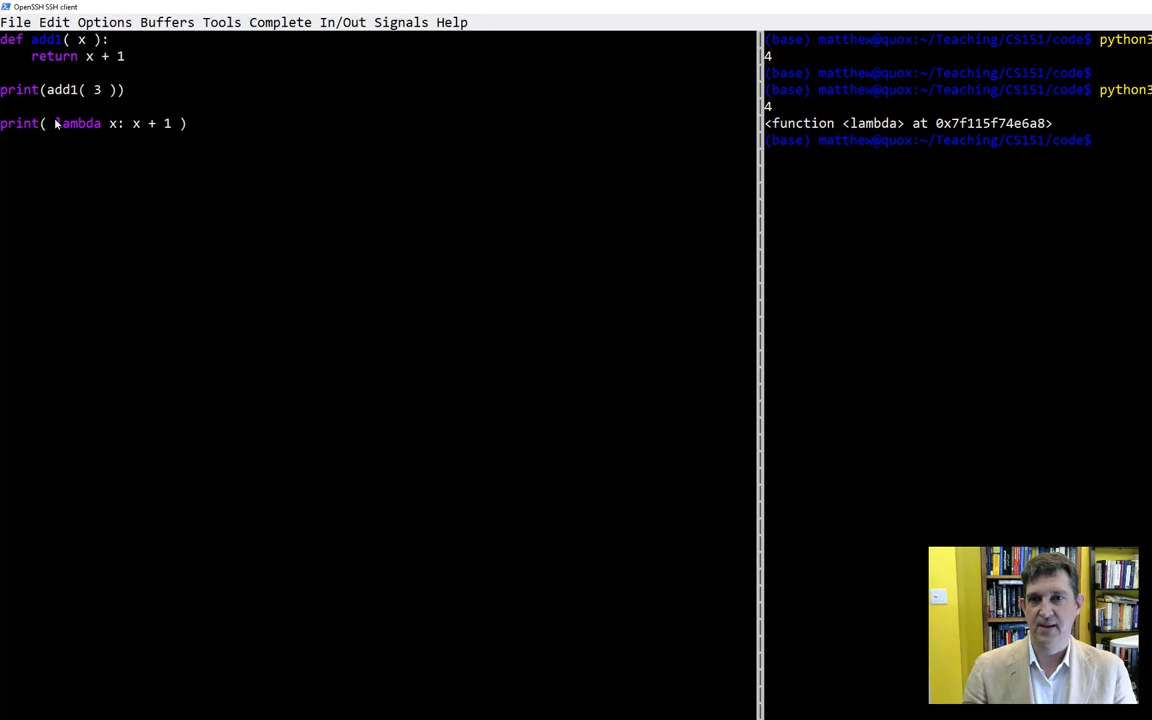 OpenSSH SSH client
File Edit Options Buffers Tools Complete In/Out Signals Help
def add1( x ):
    return x + 1
print(add1( 3 ))
print( lambda x: x + 1 )
(base) matthew@quox:~/Teaching/CS151/code$ python3
4
(base) matthew@quox:~/Teaching/CS151/code$
(base) matthew@quox:~/Teaching/CS151/code$ python3
4
<function <lambda> at 0x7f115f74e6a8>
(base) matthew@quox:~/Teaching/CS151/code$